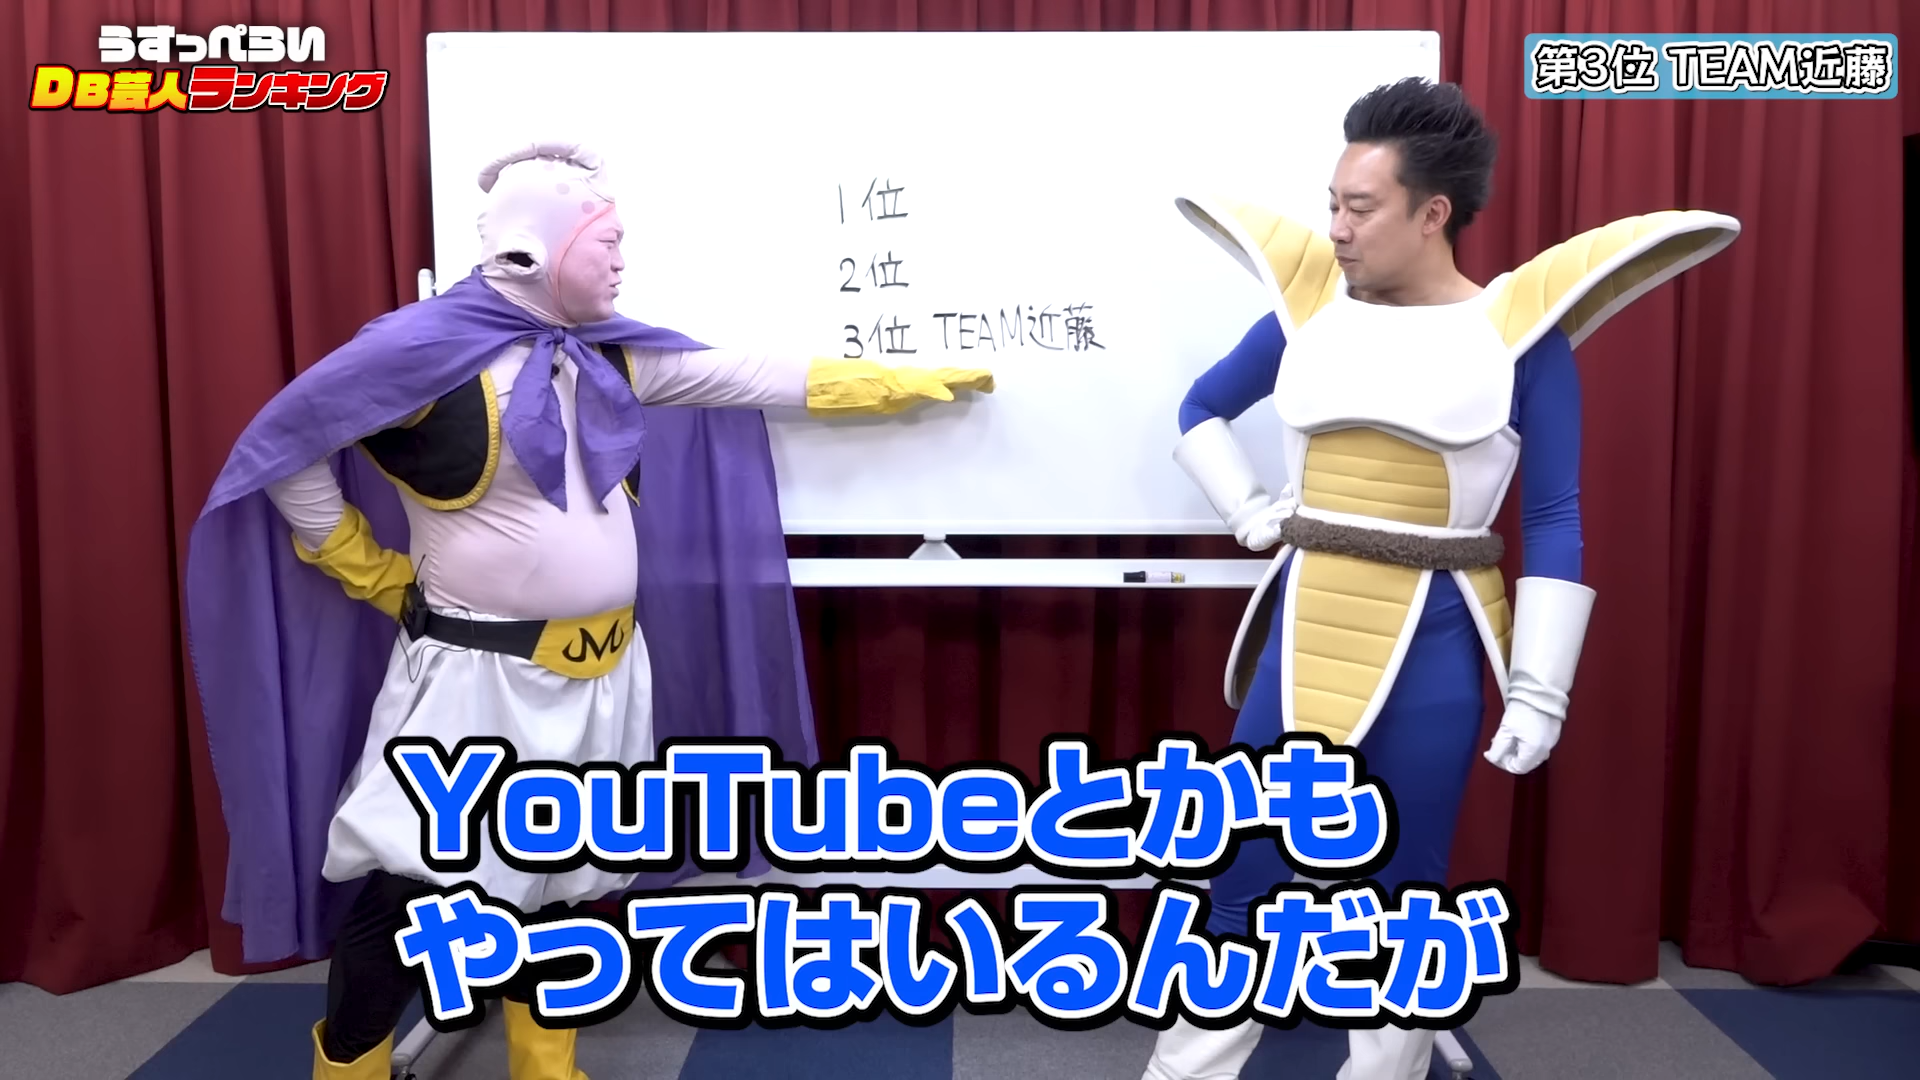 うすっぺらい
DB芸人ランキング
第3位 TEAM近藤
1位
2位
3位 TEAM近藤
M
YouTubeとかも
やってはいるんだが